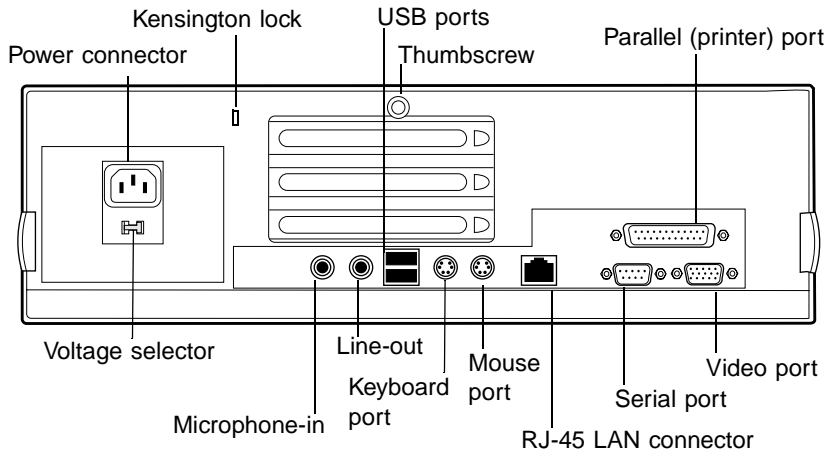 Kensington lock
USB ports
Parallel (printer) port
Power connector
Thumbscrew
Voltage selector
Line-out
Mouse
port
Video port
Keyboard
port
Serial port
Microphone-in
RJ-45 LAN connector